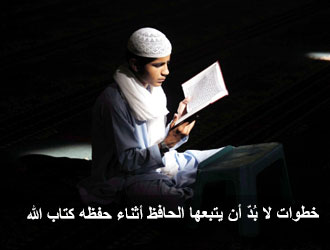 خطوات لا بُدّ أن يتبعها الحافظ أثناء حفظه كتاب الله